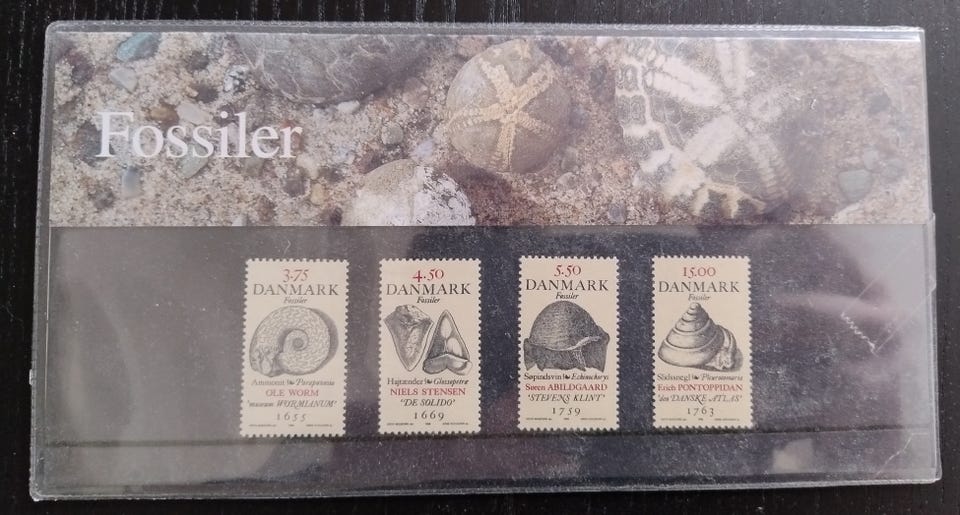 Fossiler
3.75
DANMARK
Fossiler
Ammonit
OLE WORM
'museum WORMIANUM'
1655
4.50
DANMARK
Fossiler
Hajtænder Glossopetræ
NIELS STENSEN
'DE SOLIDO'
1669
5.50
DANMARK
Fossiler
Søpindsvin Echinocorys
Søren ABILDGAARD
'STEVENS KLINT'
1759
15.00
DANMARK
Fossiler
Slidsnegl Pleurotomaria
Erich PONTOPPIDAN
'den DANSKE ATLAS'
1763